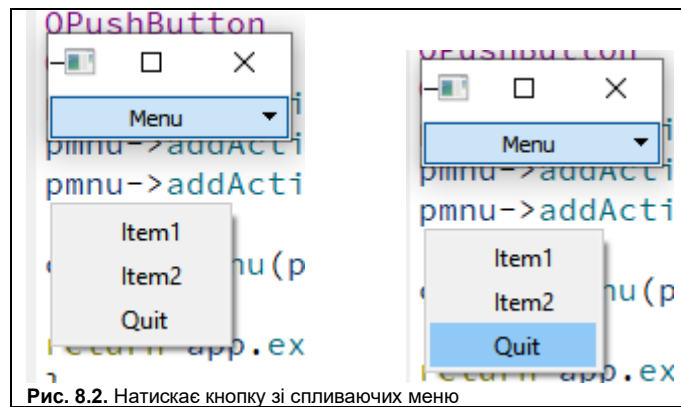 QPushButton
Menu
pmnu->addActi
pmnu->addActi
Item1
Item2
Quit
nu(p
return app.ex
}
QPushButton
Menu
pmnu->addActi
pmnu->addActi
Item1
Item2
Quit
nu(p
return app.ex
Рис. 8.2. Натискає кнопку зі спливаючих меню